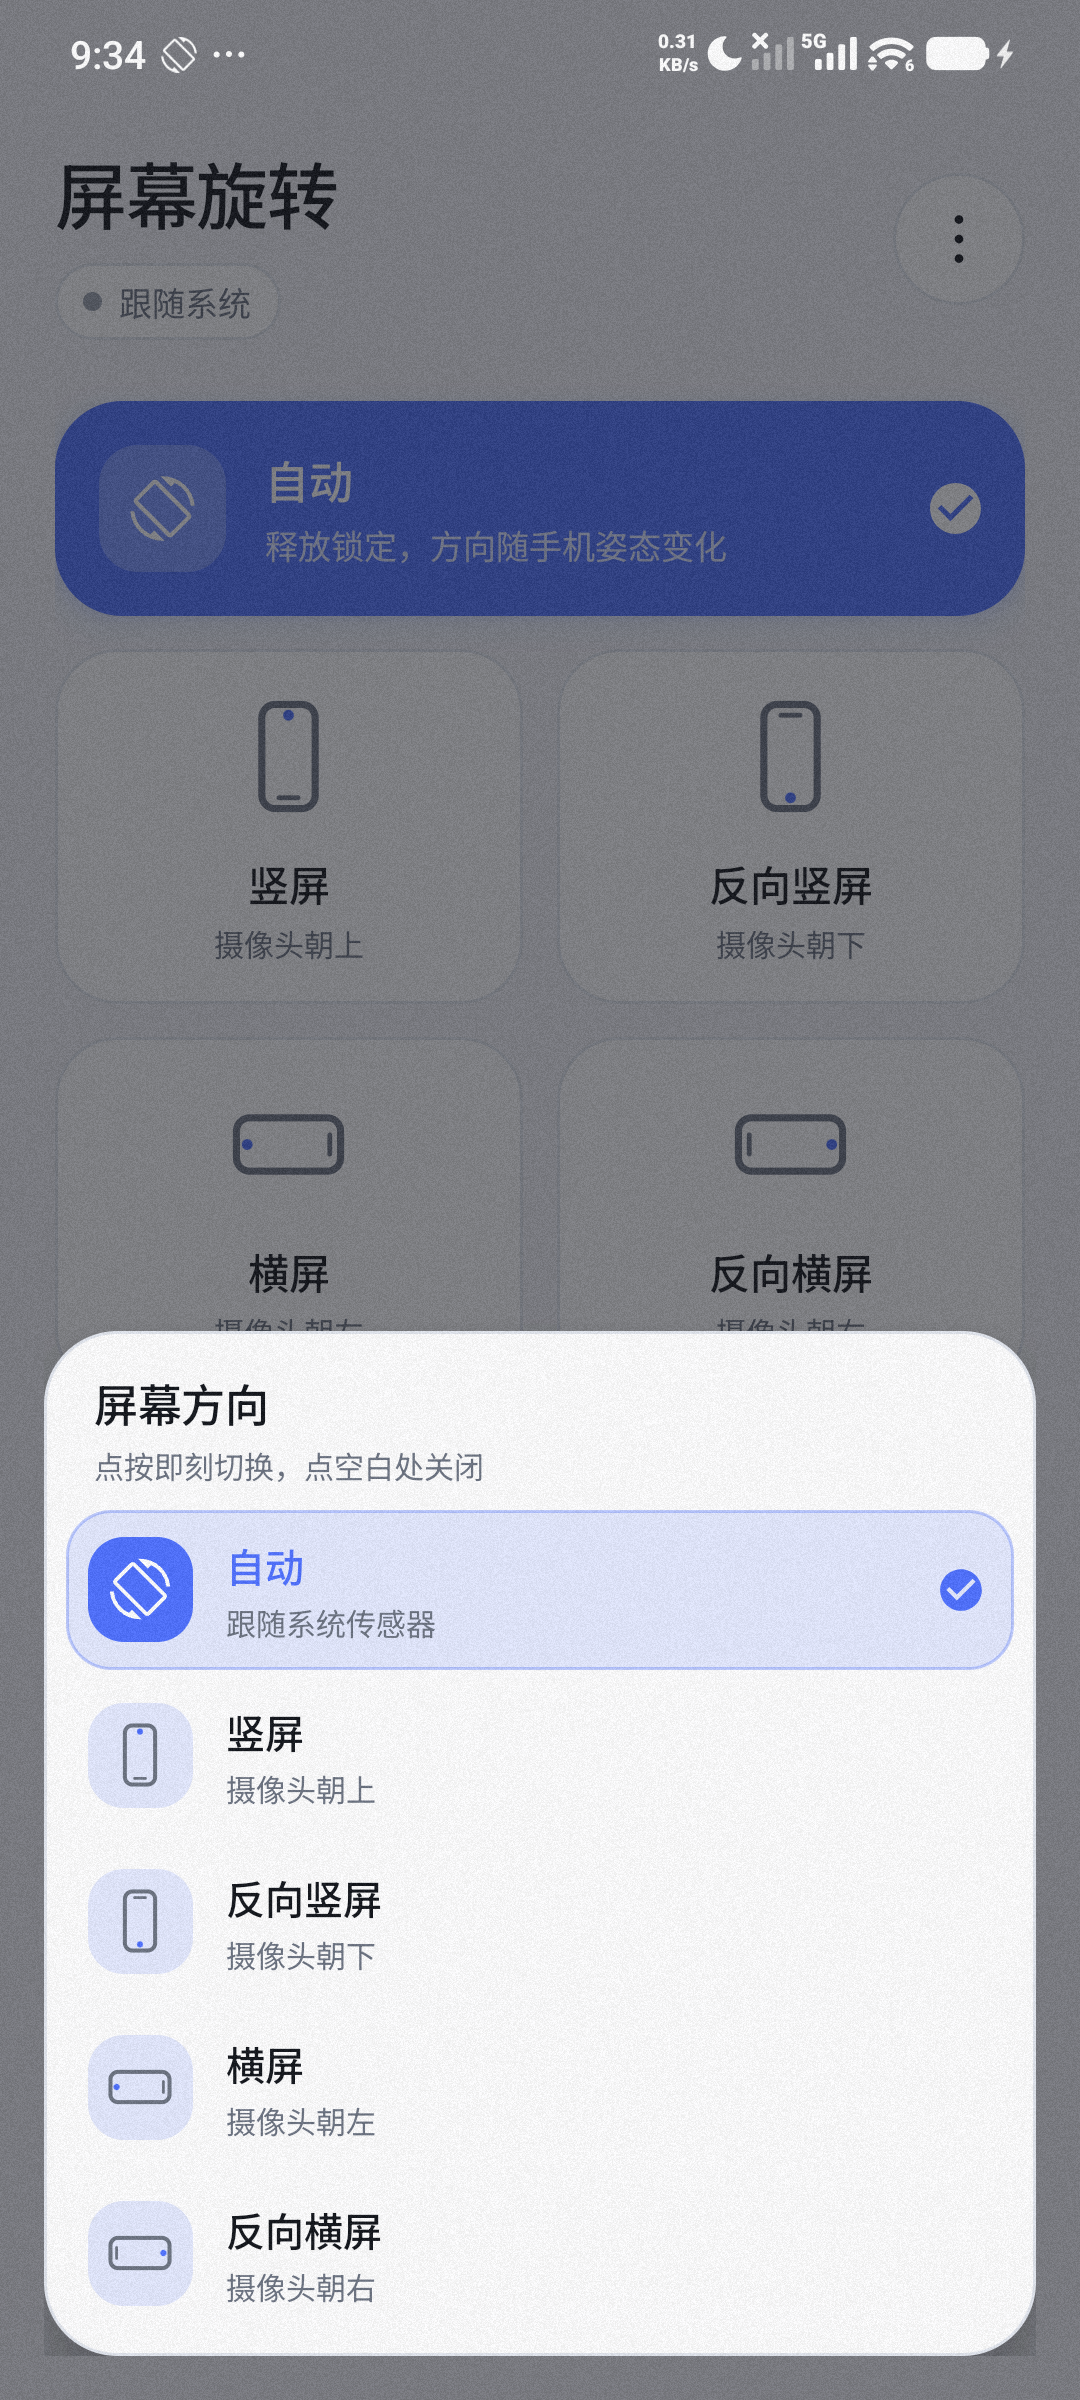 9:34
0.31
KB/s
5G
6
屏幕旋转
跟随系统
自动
释放锁定，方向随手机姿态变化
竖屏
摄像头朝上
反向竖屏
摄像头朝下
横屏
反向横屏
屏幕方向
点按即刻切换，点空白处关闭
自动
跟随系统传感器
竖屏
摄像头朝上
反向竖屏
摄像头朝下
横屏
摄像头朝左
反向横屏
摄像头朝右